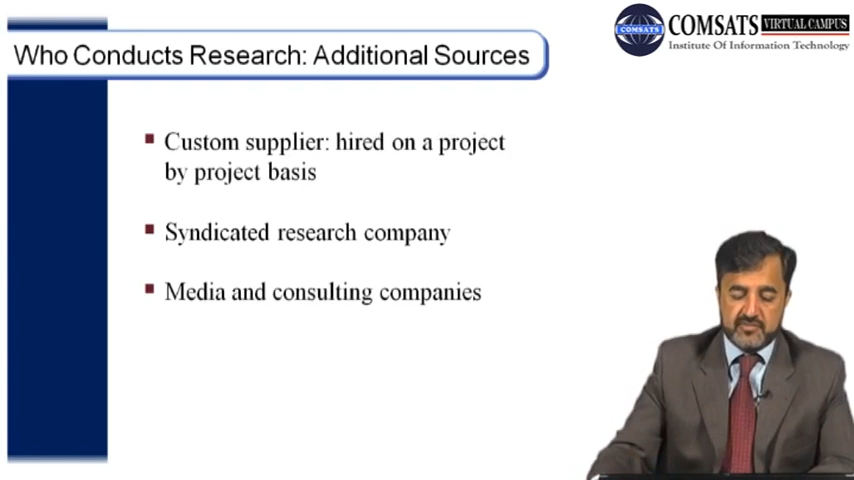 Who Conducts Research: Additional Sources
COMSATS
COMSATS VIRTUAL CAMPUS
Institute Of Information Technology
Custom supplier: hired on a project
by project basis
Syndicated research company
Media and consulting companies